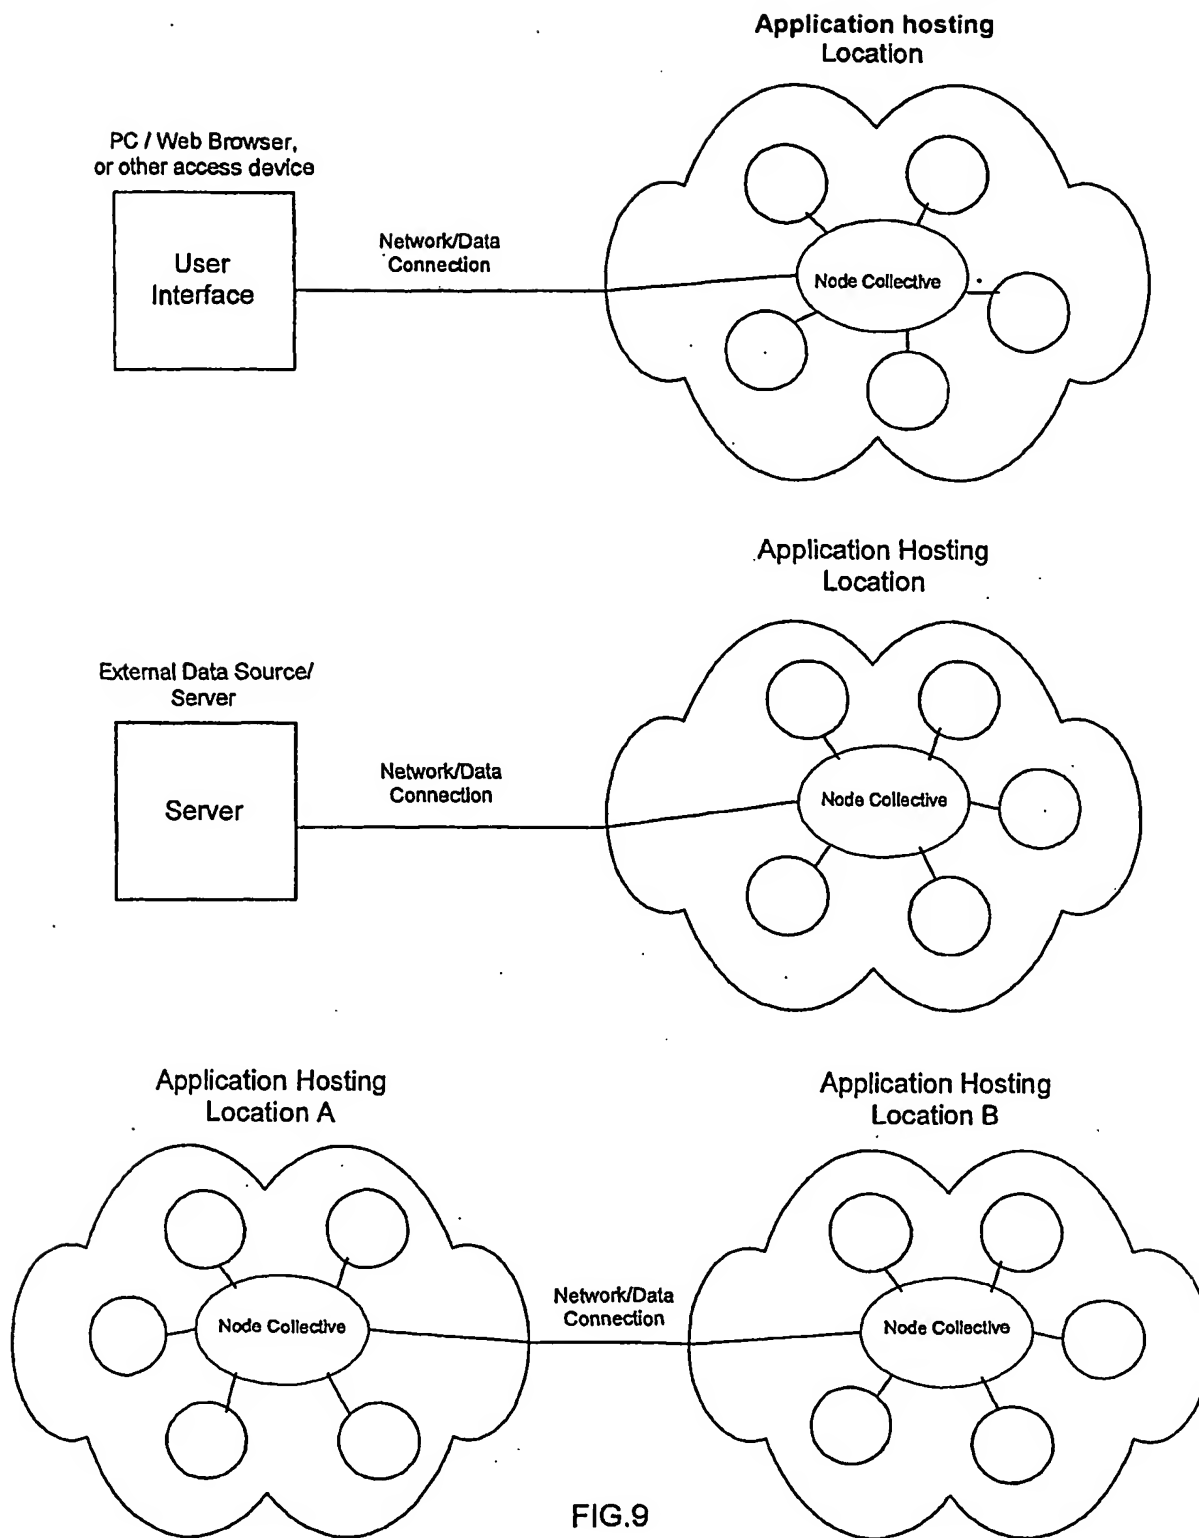 Application hosting
Location
PC / Web Browser,
or other access device
User
Interface
Network/Data
Connection
Node Collective
Application Hosting
Location
External Data Source/
Server
Server
Network/Data
Connection
Node Collective
Application Hosting
Location A
Application Hosting
Location B
Node Collective
Network/Data
Connection
Node Collective
FIG.9